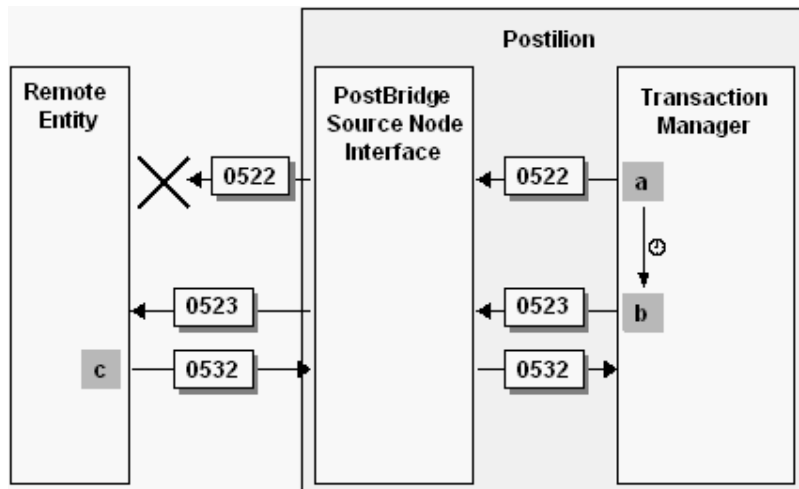 Postilion
Remote
Entity
PostBridge
Source Node
Interface
Transaction
Manager
0522
0522
a
0523
0523
b
c
0532
0532